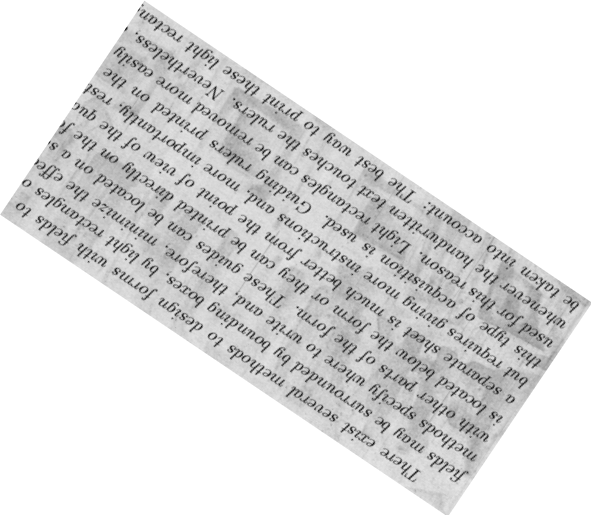 There exist several methods to design forms with fields to
fields may be surrounded by bounding boxes, by light rectangles o
methods specify where to write and, therefore, minimize the effe
with other parts of the form. These guides can be located on a s
is located below the form or they can be printed directly on the f
a separate sheet is much better from the point of view of the qua
but requires giving more instructions and, more importantly, rest
this type of acquisition is used. Guiding rulers printed on the
used for this reason. Light rectangles can be removed more easily
whenever the handwritten text touches the rulers. Nevertheless,
be taken into account: The best way to print these light rectan